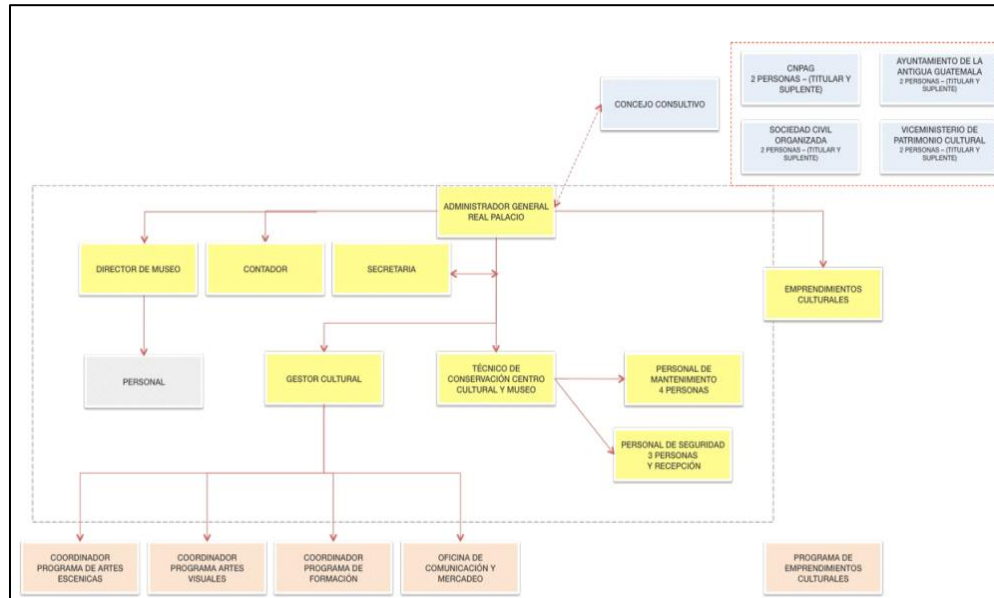 CNPAG
2 PERSONAS – (TITULAR Y
SUPLENTE)
AYUNTAMIENTO DE LA
ANTIGUA GUATEMALA
2 PERSONAS – (TITULAR Y
SUPLENTE)
CONCEJO CONSULTIVO
SOCIEDAD CIVIL
ORGANIZADA
2 PERSONAS – (TITULAR Y
SUPLENTE)
VICEMINISTERIO DE
PATRIMONIO CULTURAL
2 PERSONAS – (TITULAR Y
SUPLENTE)
ADMINISTRADOR GENERAL
REAL PALACIO
DIRECTOR DE MUSEO
CONTADOR
SECRETARIA
EMPRENDIMIENTOS
CULTURALES
PERSONAL
GESTOR CULTURAL
TÉCNICO DE
CONSERVACIÓN CENTRO
CULTURAL Y MUSEO
PERSONAL DE
MANTENIMIENTO
4 PERSONAS
PERSONAL DE SEGURIDAD
3 PERSONAS
Y RECEPCIÓN
COORDINADOR
PROGRAMA DE ARTES
ESCENICAS
COORDINADOR
PROGRAMA ARTES
VISUALES
COORDINADOR
PROGRAMA DE
FORMACIÓN
OFICINA DE
COMUNICACIÓN Y
MERCADEO
PROGRAMA DE
EMPRENDIMIENTOS
CULTURALES